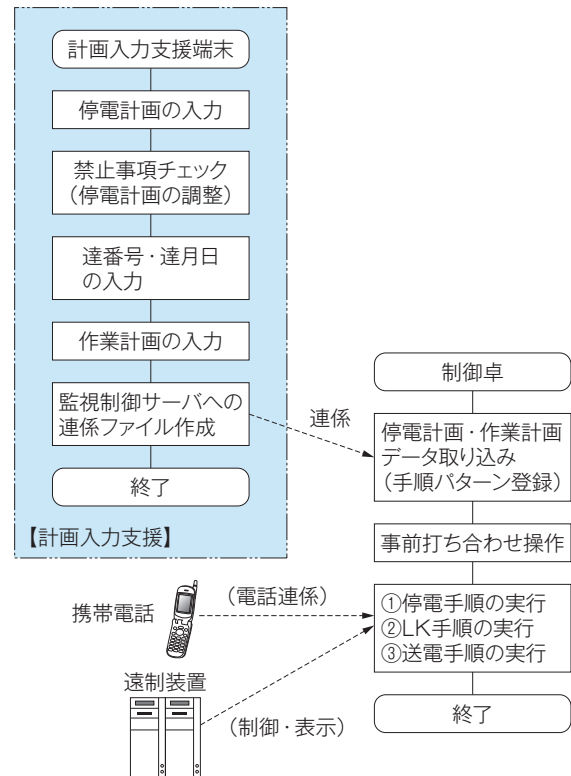 計画入力支援端末
停電計画の入力
禁止事項チェック
（停電計画の調整）
達番号・達月日
の入力
作業計画の入力
監視制御サーバへの
連係ファイル作成
終了
【計画入力支援】
連係
制御卓
停電計画・作業計画
データ取り込み
（手順パターン登録）
事前打ち合わせ操作
①停電手順の実行
②LK手順の実行
③送電手順の実行
終了
携帯電話
（電話連係）
遠制装置
（制御・表示）